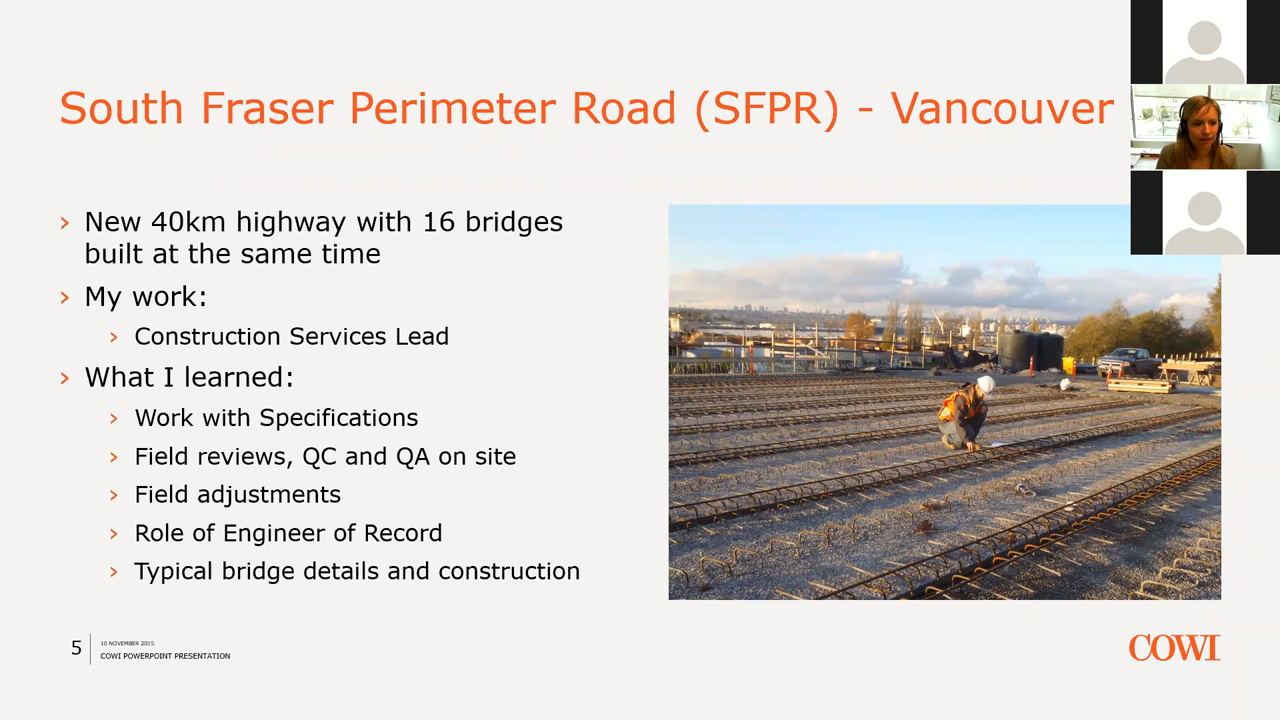 South Fraser Perimeter Road (SFPR) - Vancouver
› New 40km highway with 16 bridges
built at the same time
› My work:
› Construction Services Lead
› What I learned:
› Work with Specifications
› Field reviews, QC and QA on site
› Field adjustments
› Role of Engineer of Record
› Typical bridge details and construction
5
10 NOVEMBER 2015
COWI POWERPOINT PRESENTATION
COWI